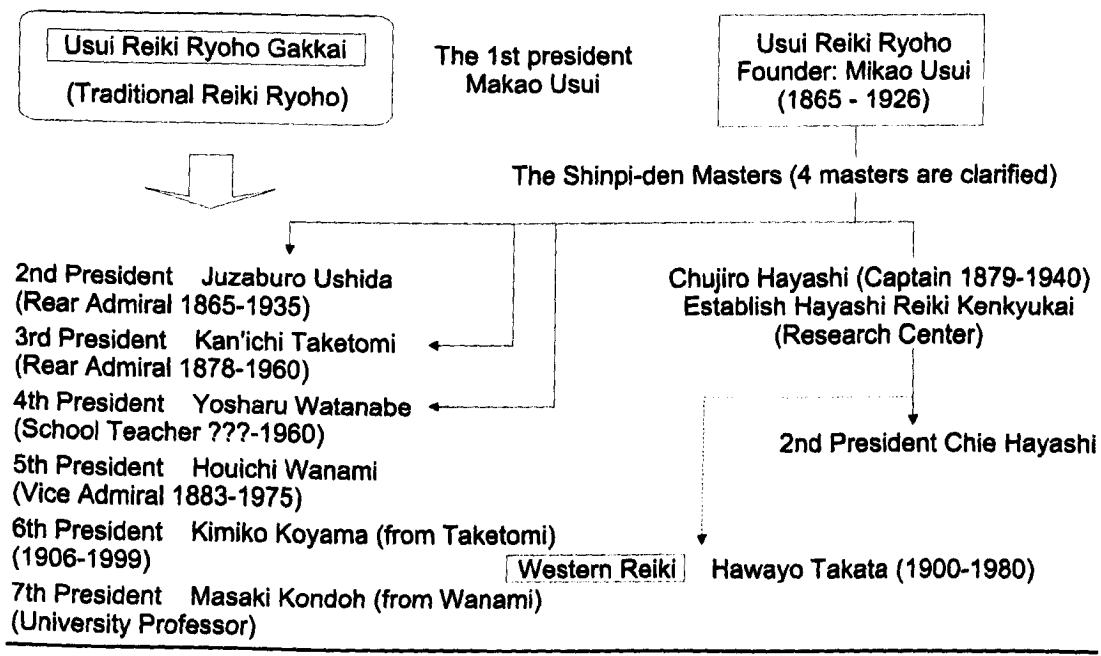 Usui Reiki Ryoho Gakkai
(Traditional Reiki Ryoho)
The 1st president
Makao Usui
Usui Reiki Ryoho
Founder: Mikao Usui
(1865 - 1926)
The Shinpi-den Masters (4 masters are clarified)
2nd President Juzaburo Ushida
(Rear Admiral 1865-1935)
3rd President Kan'ichi Taketomi
(Rear Admiral 1878-1960)
4th President Yosharu Watanabe
(School Teacher ???-1960)
5th President Houichi Wanami
(Vice Admiral 1883-1975)
6th President Kimiko Koyama (from Taketomi)
(1906-1999)
7th President Masaki Kondoh (from Wanami)
(University Professor)
Chujiro Hayashi (Captain 1879-1940)
Establish Hayashi Reiki Kenkyukai
(Research Center)
2nd President Chie Hayashi
Western Reiki Hawayo Takata (1900-1980)